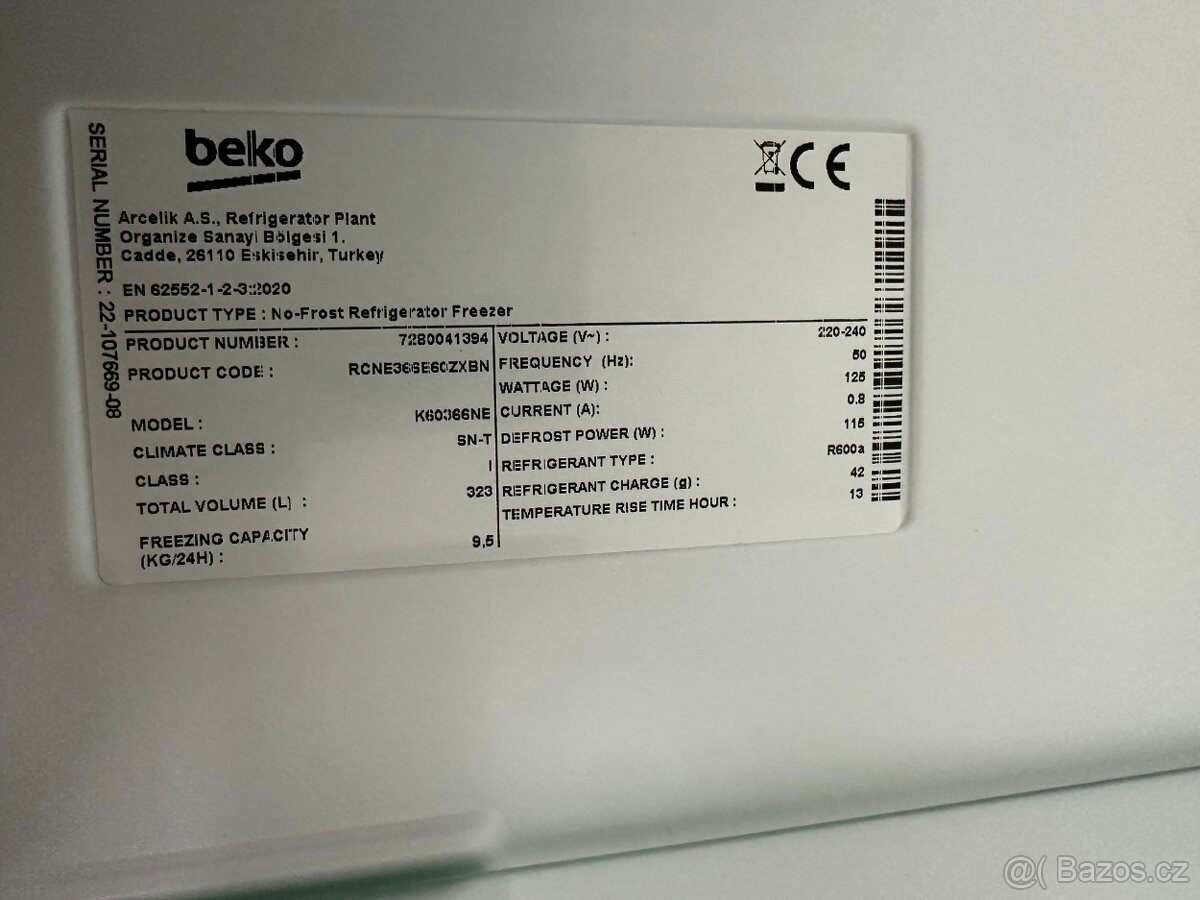 beko
CE
SERIAL NUMBER : 22-107669-08
Arcelik A.S., Refrigerator Plant
Organize Sanayi Bölgesi 1.
Cadde, 26110 Eskisehir, Turkey
EN 62552-1-2-3:2020
PRODUCT TYPE : No-Frost Refrigerator Freezer
PRODUCT NUMBER : 7280041394
PRODUCT CODE : RCNE366E60ZXBN
MODEL : K60366NE
CLIMATE CLASS : SN-T
CLASS : I
TOTAL VOLUME (L) : 323
FREEZING CAPACITY
(KG/24H) : 9,5
VOLTAGE (V~) : 220-240
FREQUENCY (Hz): 50
WATTAGE (W) : 125
CURRENT (A): 0.8
DEFROST POWER (W) : 115
REFRIGERANT TYPE : R600a
REFRIGERANT CHARGE (g) : 42
TEMPERATURE RISE TIME HOUR : 13
@( Bazos.cz